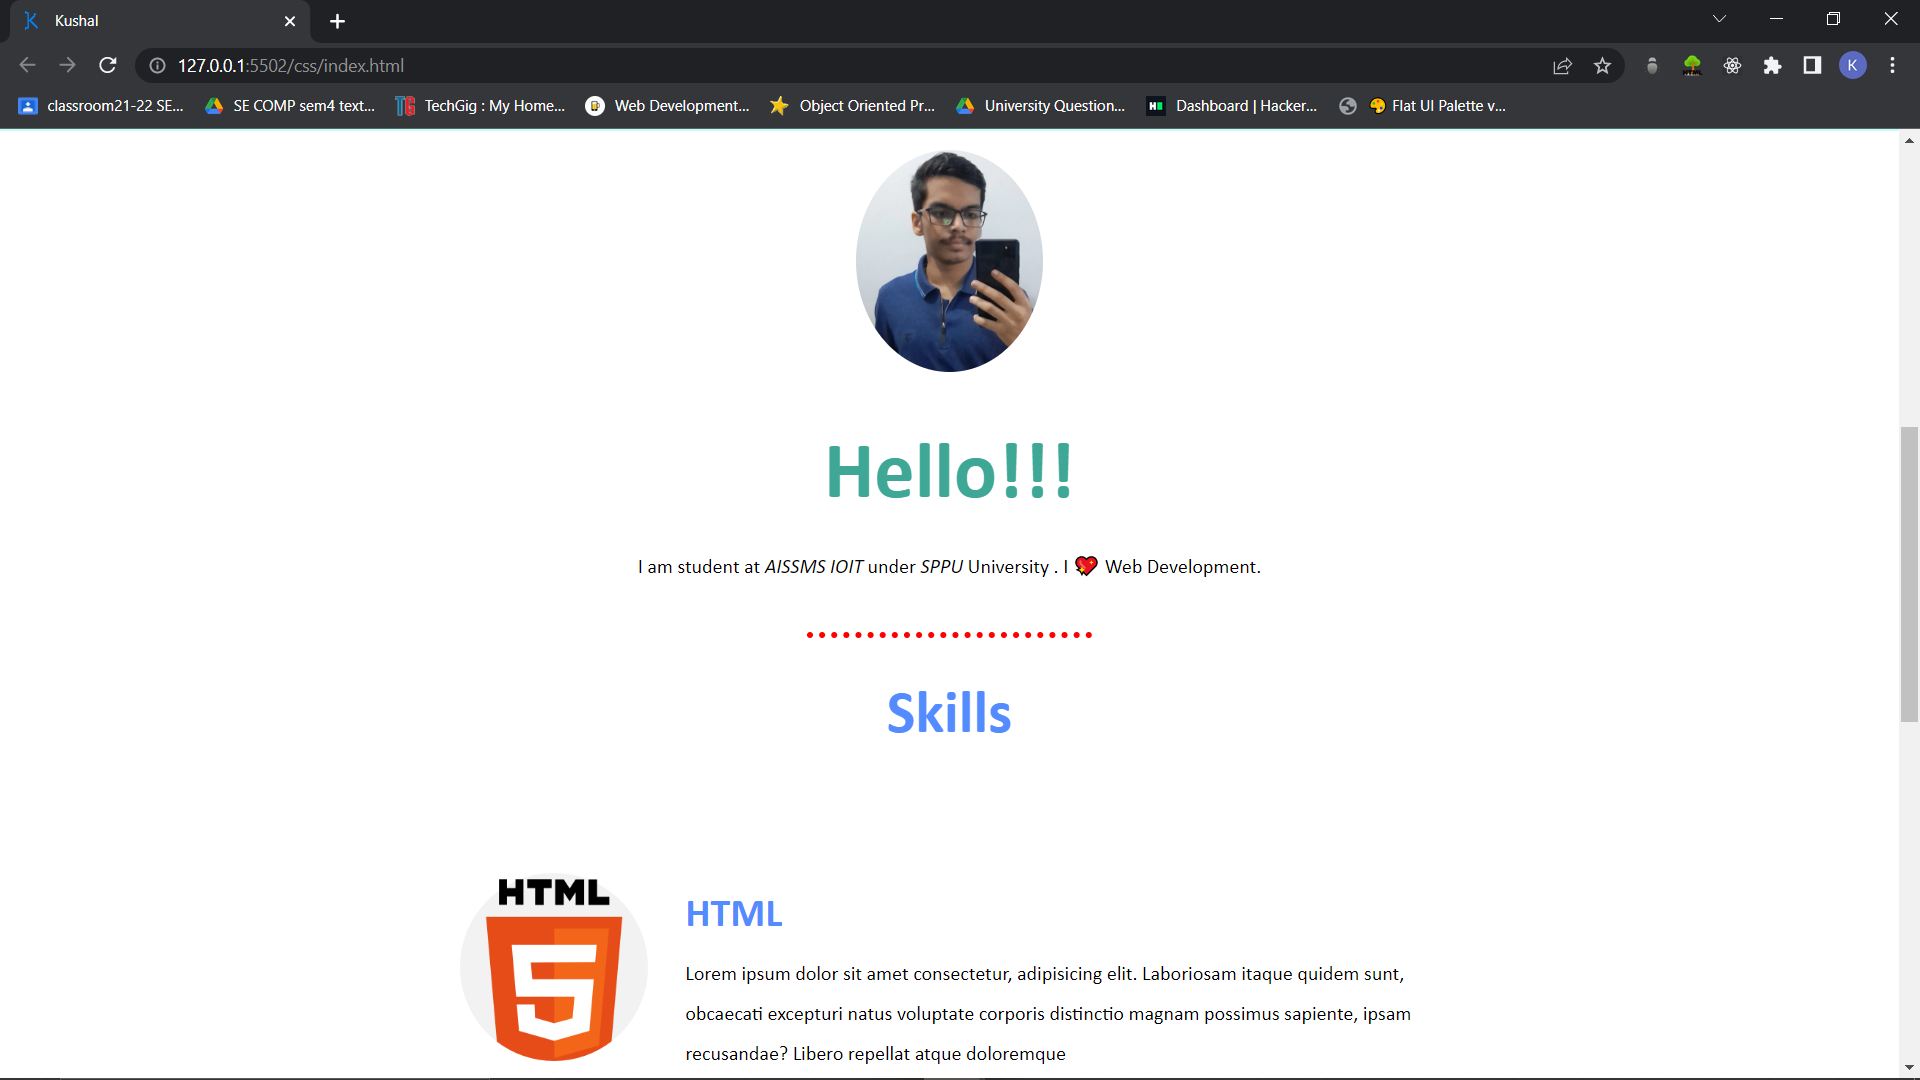 Kushal
127.0.0.1:5502/css/index.html
classroom21-22 SE... SE COMP sem4 text... TechGig : My Home... Web Development... Object Oriented Pr... University Question... Dashboard | Hacker... Flat UI Palette v...
K
Hello!!!
I am student at AISSMS IOIT under SPPU University . I 💖 Web Development.
Skills
HTML
5
HTML
Lorem ipsum dolor sit amet consectetur, adipisicing elit. Laboriosam itaque quidem sunt,
obcaecati excepturi natus voluptate corporis distinctio magnam possimus sapiente, ipsam
recusandae? Libero repellat atque doloremque